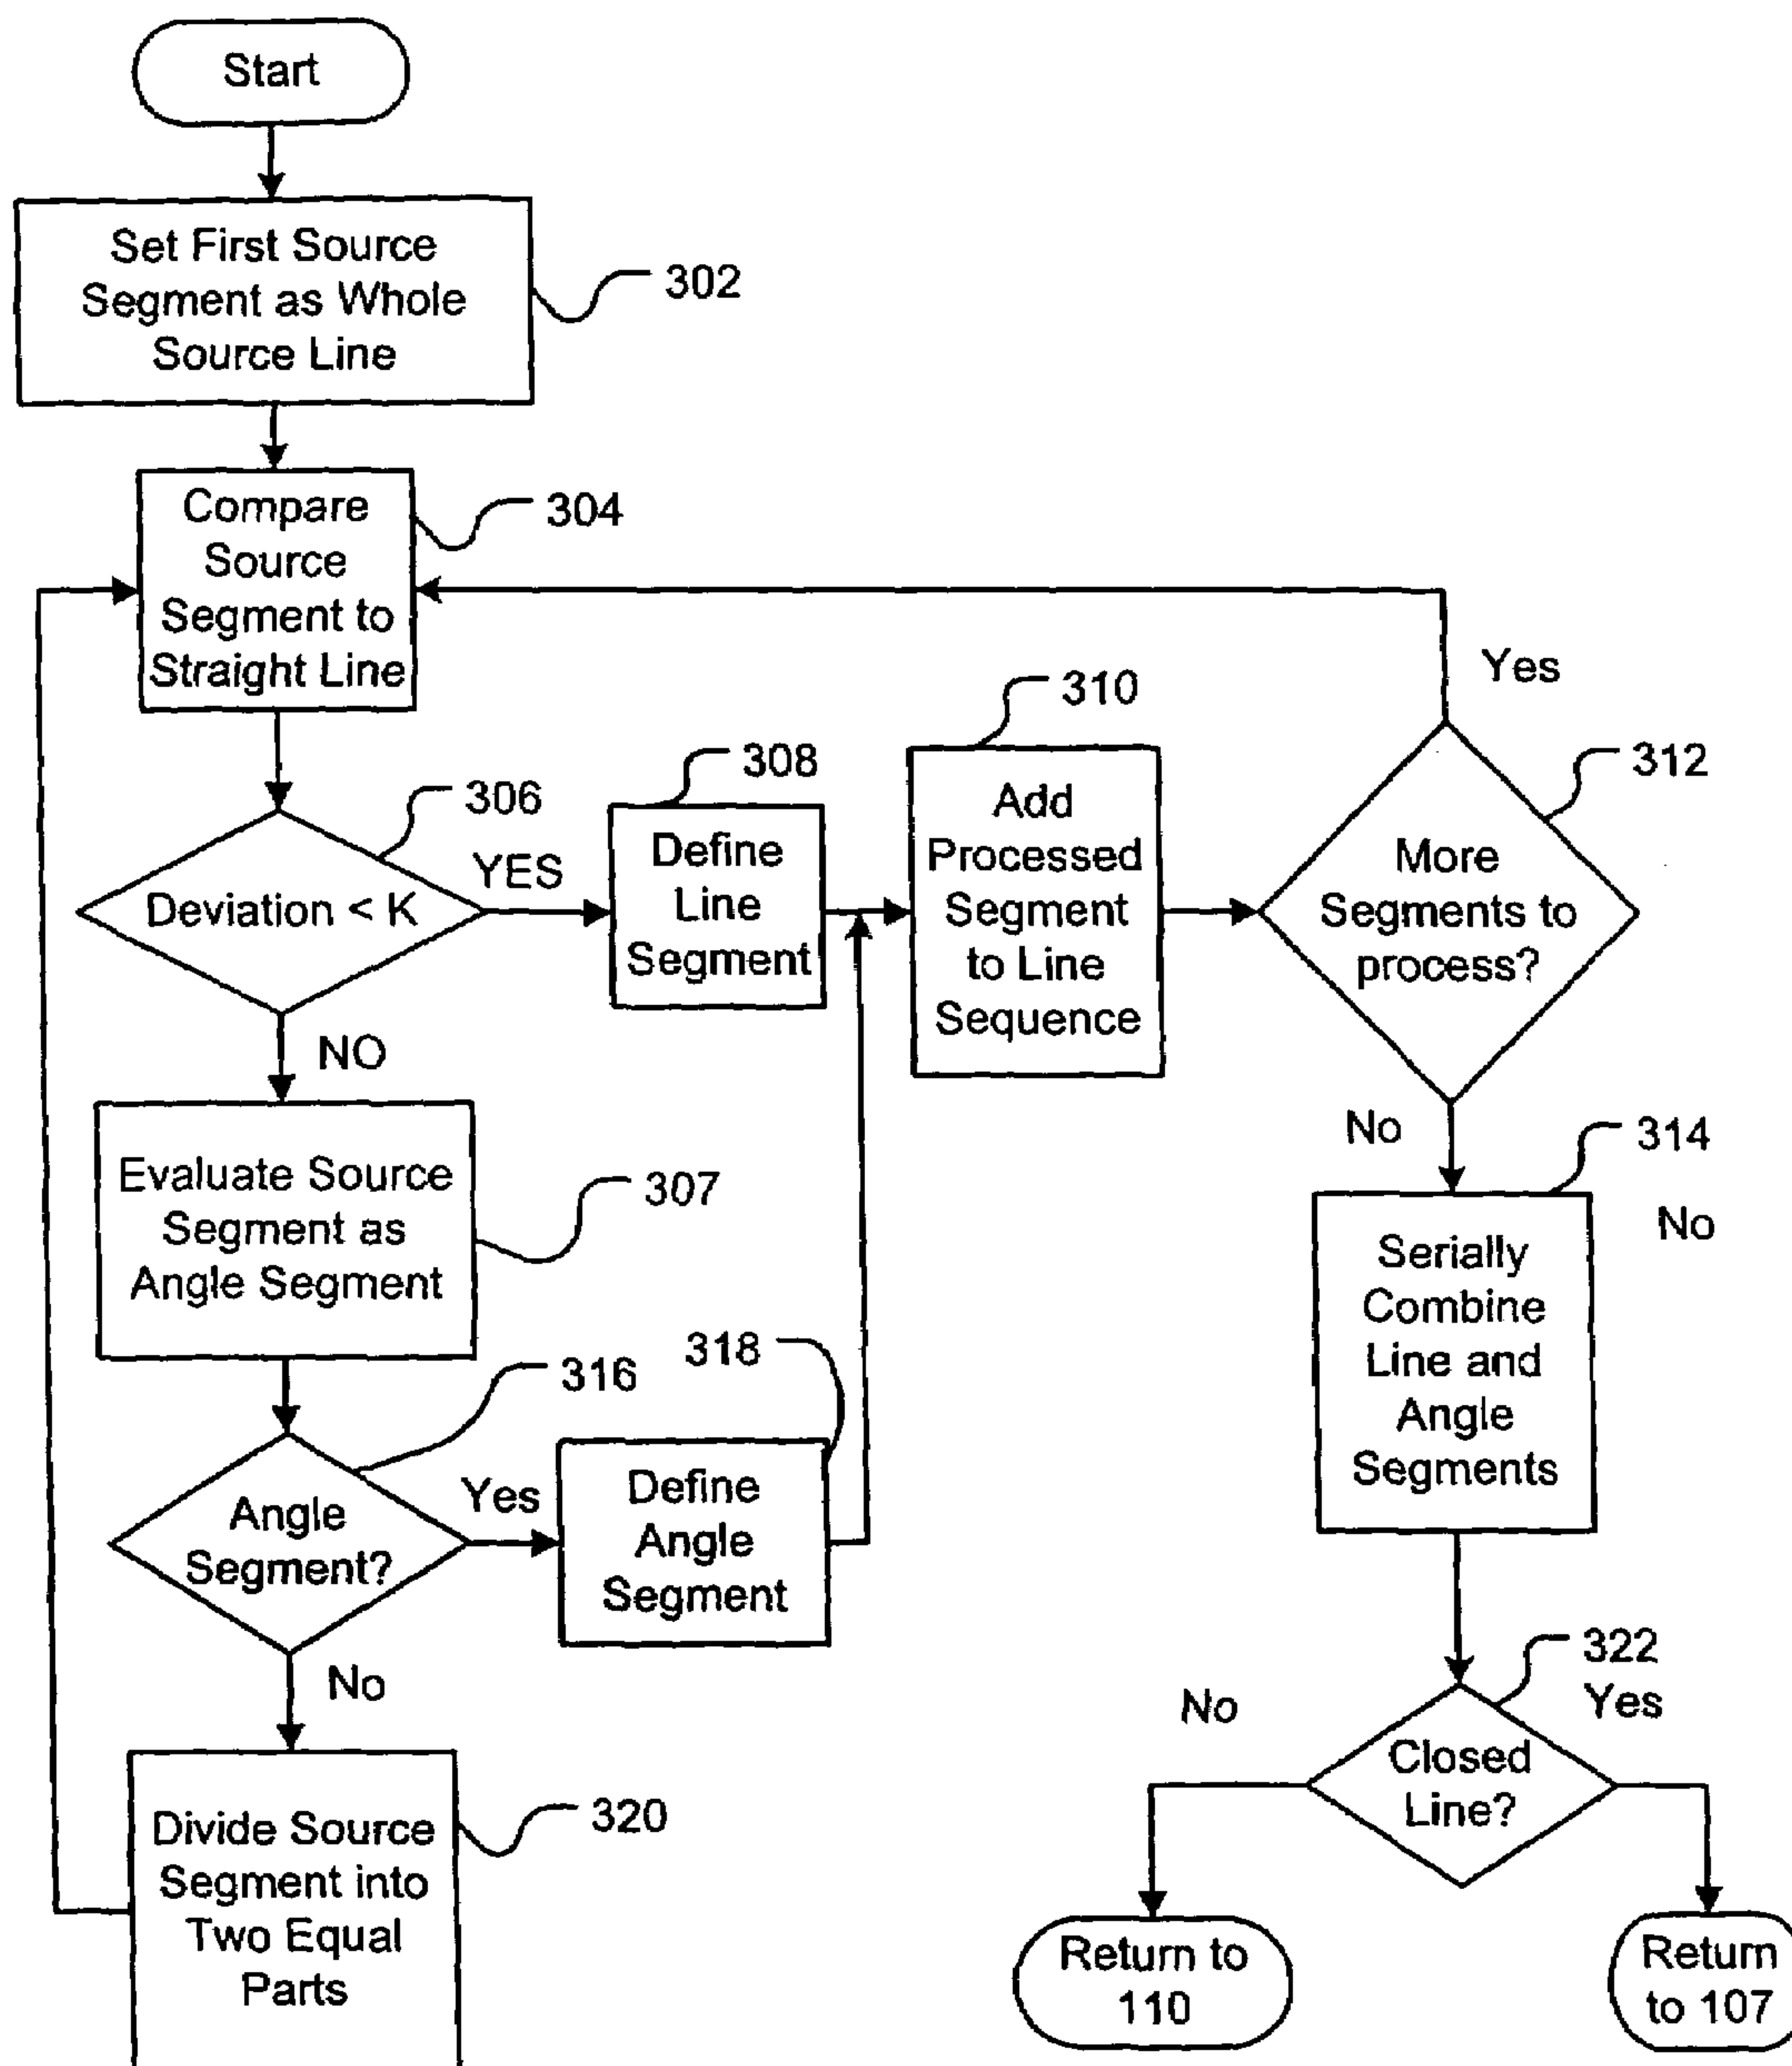 Start
Set First Source
Segment as Whole
Source Line
302
Compare
Source
Segment to
Straight Line
304
Deviation < K
306
YES
NO
Define
Line
Segment
308
Add
Processed
Segment
to Line
Sequence
310
More
Segments to
process?
312
Yes
No
Evaluate Source
Segment as
Angle Segment
307
Angle
Segment?
316
Yes
No
Define
Angle
Segment
318
Divide Source
Segment into
Two Equal
Parts
320
Serially
Combine
Line and
Angle
Segments
314
No
Closed
Line?
322
Yes
No
Return to
110
Return
to 107